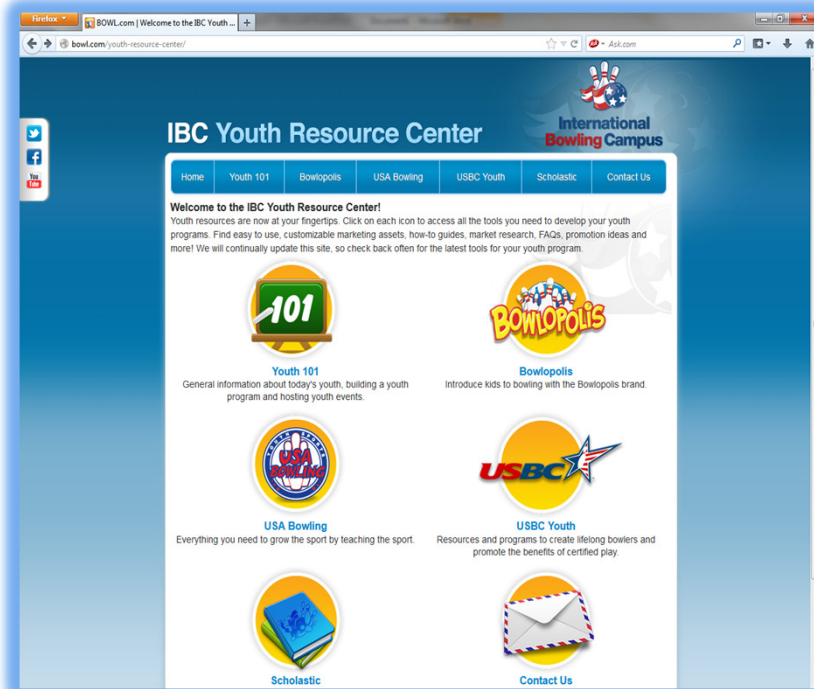 Firefox
BOWL.com | Welcome to the IBC Youth ...
bowl.com/youth-resource-center/
Ask.com
International
Bowling Campus
IBC Youth Resource Center
You
Tube
Home Youth 101 Bowlopolis USA Bowling USBC Youth Scholastic Contact Us
Welcome to the IBC Youth Resource Center!
Youth resources are now at your fingertips. Click on each icon to access all the tools you need to develop your youth
programs. Find easy to use, customizable marketing assets, how-to guides, market research, FAQs, promotion ideas and
more! We will continually update this site, so check back often for the latest tools for your youth program.
101
BOWLOPOLIS
Youth 101
General information about today's youth, building a youth
program and hosting youth events.
Bowlopolis
Introduce kids to bowling with the Bowlopolis brand.
YOUTH SPORTS
USA
BOWLING
USBC
USA Bowling
Everything you need to grow the sport by teaching the sport.
USBC Youth
Resources and programs to create lifelong bowlers and
promote the benefits of certified play.
Scholastic
Contact Us